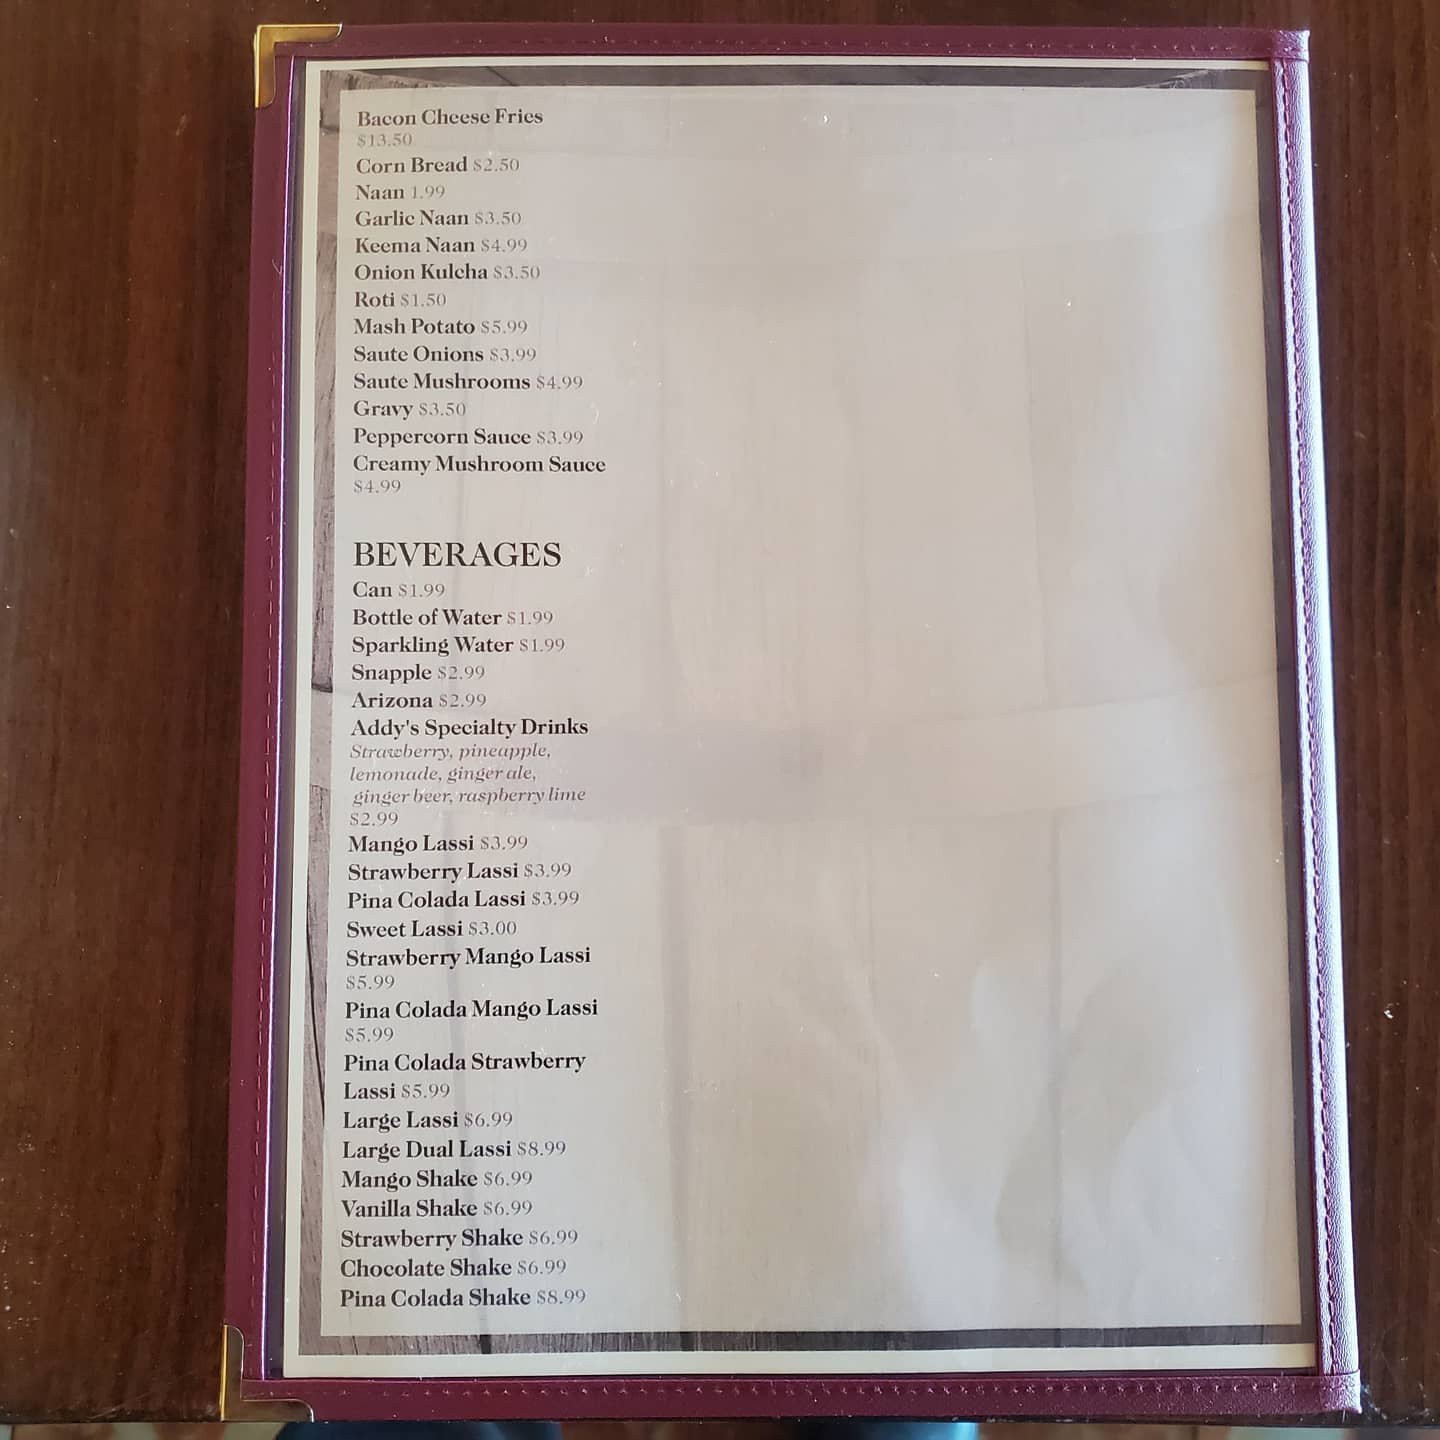 Bacon Cheese Fries
$13.50
Corn Bread $2.50
Naan 1.99
Garlic Naan $3.50
Keema Naan $4.99
Onion Kulcha $3.50
Roti $1.50
Mash Potato $5.99
Saute Onions $3.99
Saute Mushrooms $4.99
Gravy $3.50
Peppercorn Sauce $3.99
Creamy Mushroom Sauce
$4.99
BEVERAGES
Can $1.99
Bottle of Water $1.99
Sparkling Water $1.99
Snapple $2.99
Arizona $2.99
Addy's Specialty Drinks
Strawberry, pineapple,
lemonade, ginger ale,
ginger beer, raspberry lime
$2.99
Mango Lassi $3.99
Strawberry Lassi $3.99
Pina Colada Lassi $3.99
Sweet Lassi $3.00
Strawberry Mango Lassi
$5.99
Pina Colada Mango Lassi
$5.99
Pina Colada Strawberry
Lassi $5.99
Large Lassi $6.99
Large Dual Lassi $8.99
Mango Shake $6.99
Vanilla Shake $6.99
Strawberry Shake $6.99
Chocolate Shake $6.99
Pina Colada Shake $8.99